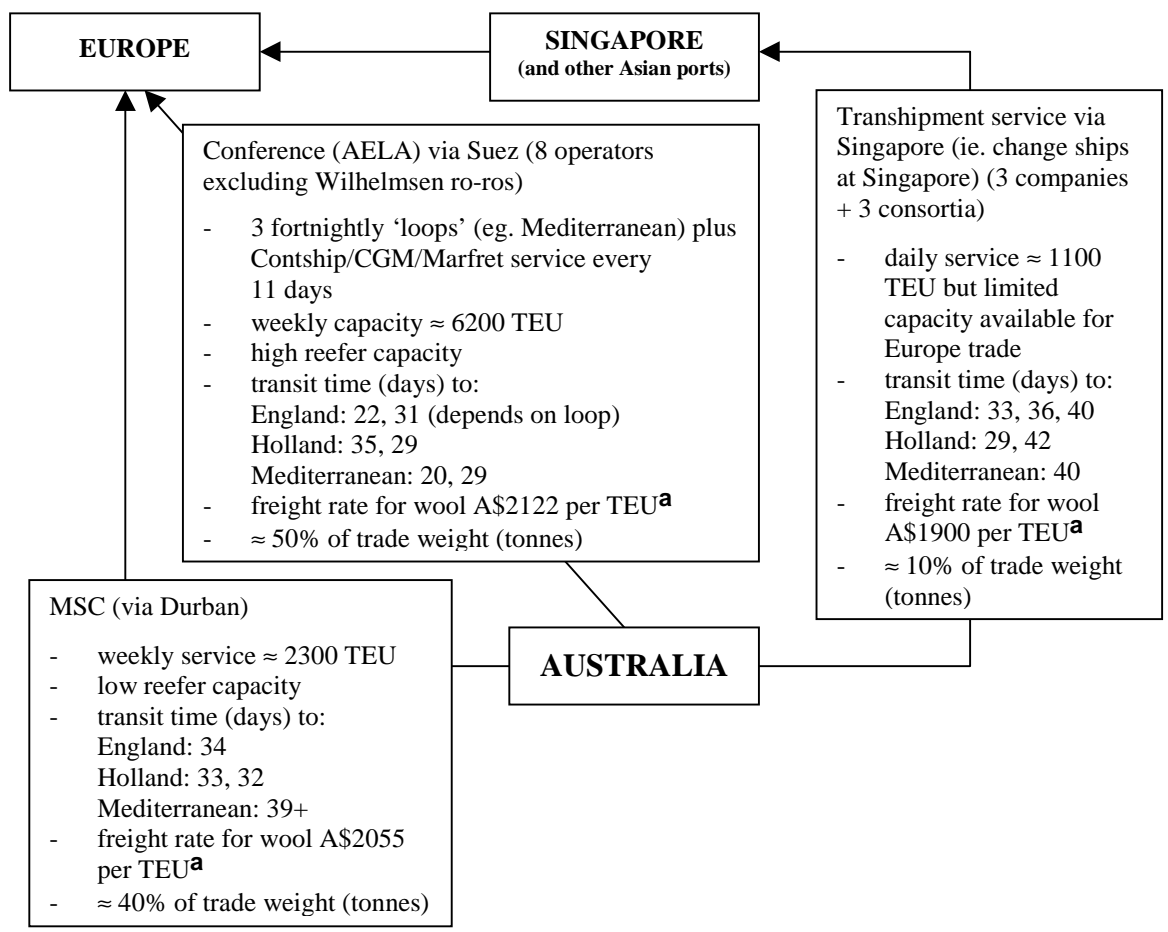 EUROPE
SINGAPORE
(and other Asian ports)
Transhipment service via
Singapore (ie. change ships
at Singapore) (3 companies
+ 3 consortia)
- daily service ≈ 1100
TEU but limited
capacity available for
Europe trade
- transit time (days) to:
England: 33, 36, 40
Holland: 29, 42
Mediterranean: 40
- freight rate for wool
A$1900 per TEUa
- ≈ 10% of trade weight
(tonnes)
Conference (AELA) via Suez (8 operators
excluding Wilhelmsen ro-ros)
- 3 fortnightly ‘loops’ (eg. Mediterranean) plus
Contship/CGM/Marfret service every
11 days
- weekly capacity ≈ 6200 TEU
- high reefer capacity
- transit time (days) to:
England: 22, 31 (depends on loop)
Holland: 35, 29
Mediterranean: 20, 29
- freight rate for wool A$2122 per TEUa
- ≈ 50% of trade weight (tonnes)
MSC (via Durban)
- weekly service ≈ 2300 TEU
- low reefer capacity
- transit time (days) to:
England: 34
Holland: 33, 32
Mediterranean: 39+
- freight rate for wool A$2055
per TEUa
- ≈ 40% of trade weight (tonnes)
AUSTRALIA